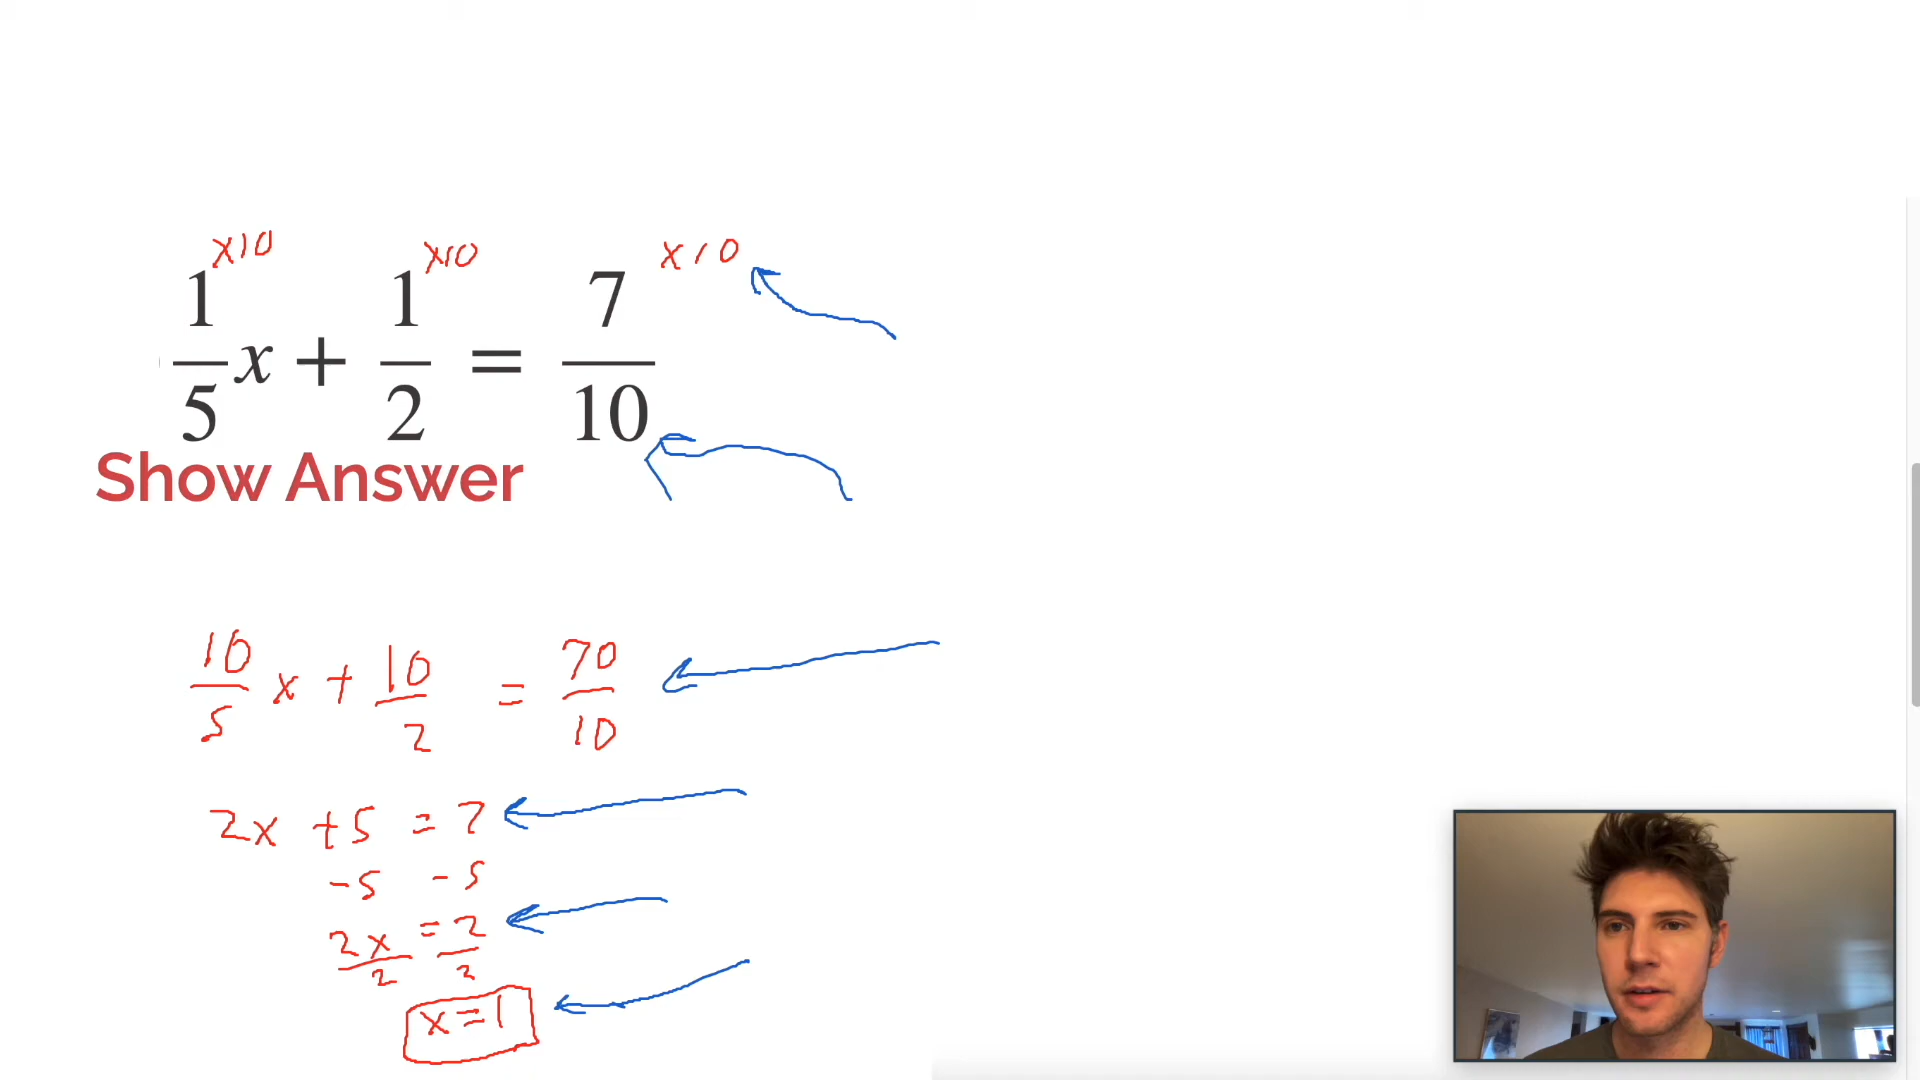 x10 x10 x10
1/5 x + 1/2 = 7/10
Show Answer
10/5 x + 10/2 = 70/10
2x + 5 = 7
-5 -5
2x/2 = 2/2
x = 1